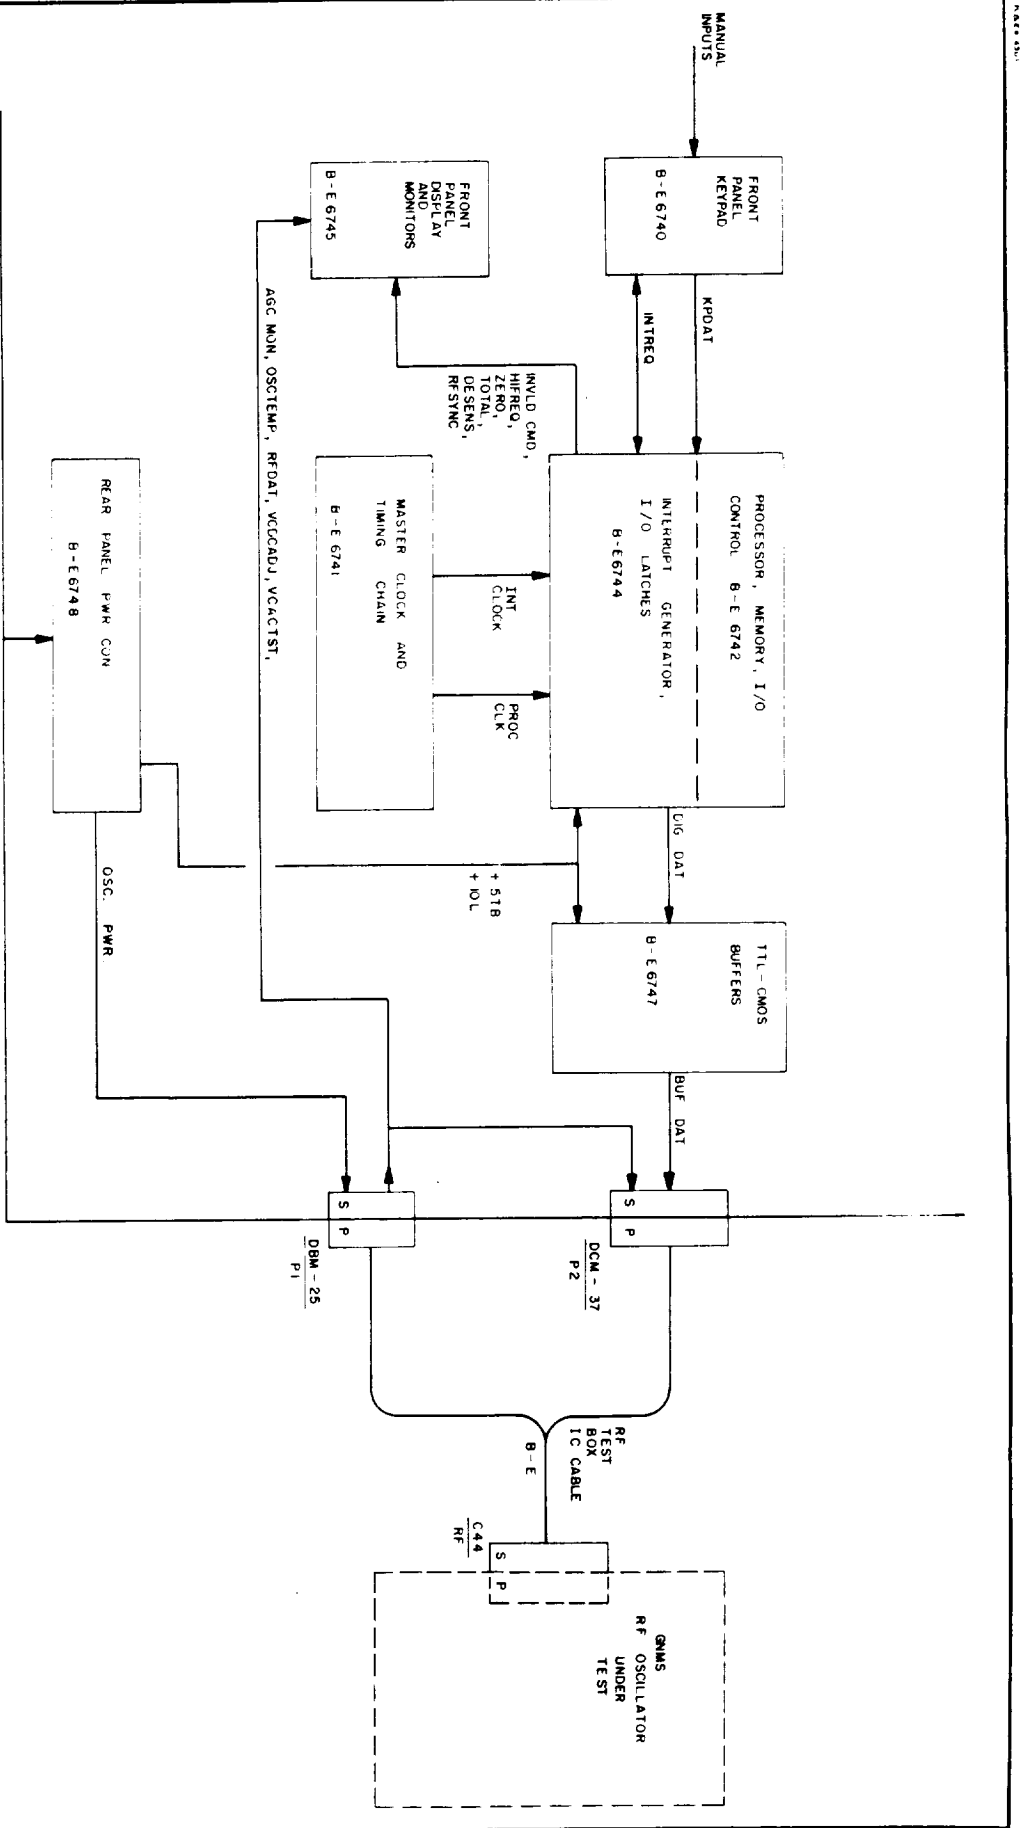 MANUAL
INPUTS
FRONT
PANEL
KEYPAD
B-E 6740
KPDAT
INTREQ
FRONT
PANEL
DISPLAY
AND
MONITORS
B-E 6745
INVLD CMD,
HIFREQ,
ZERO,
TOTAL,
DESENS,
RFSYNC
PROCESSOR, MEMORY, I/O
CONTROL B-E 6742
INTERRUPT GENERATOR,
I/O LATCHES
B-E6744
MASTER CLOCK AND
TIMING CHAIN
B-E 6741
INT
CLOCK
PROC
CLK
AGC MON, OSCTEMP, RFDAT, VCDCADJ, VCACTST,
REAR PANEL PWR CON
B-E6748
DIG DAT
+ 5TB
+ 10L
OSC. PWR.
TTL-CMOS
BUFFERS
B-E6747
BUF DAT
S P
DCM - 37
P2
S P
DBM - 25
P1
RF
TEST
BOX
IC CABLE
B-E
C44
RF
S P
GNMS
RF OSCILLATOR
UNDER
TEST